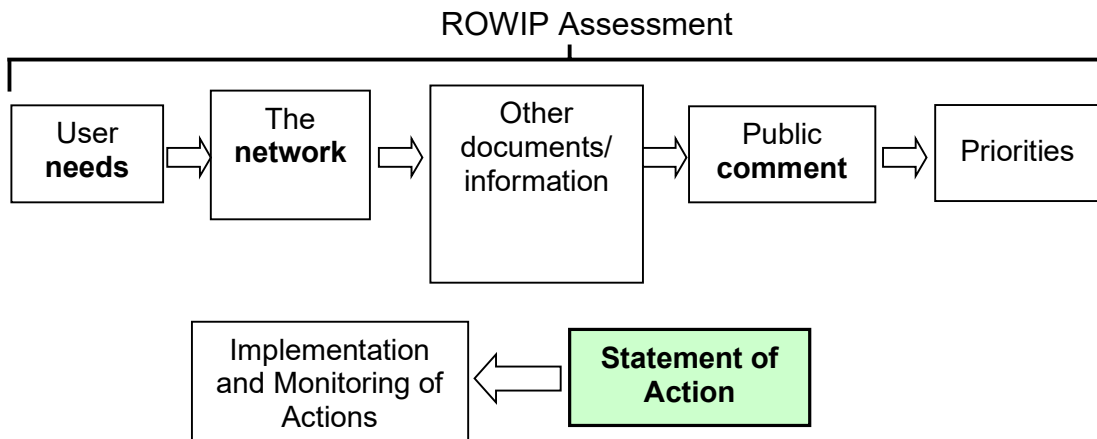 ROWIP Assessment
User
needs
The
network
Other
documents/
information
Public
comment
Priorities
Implementation
and Monitoring of
Actions
Statement of
Action